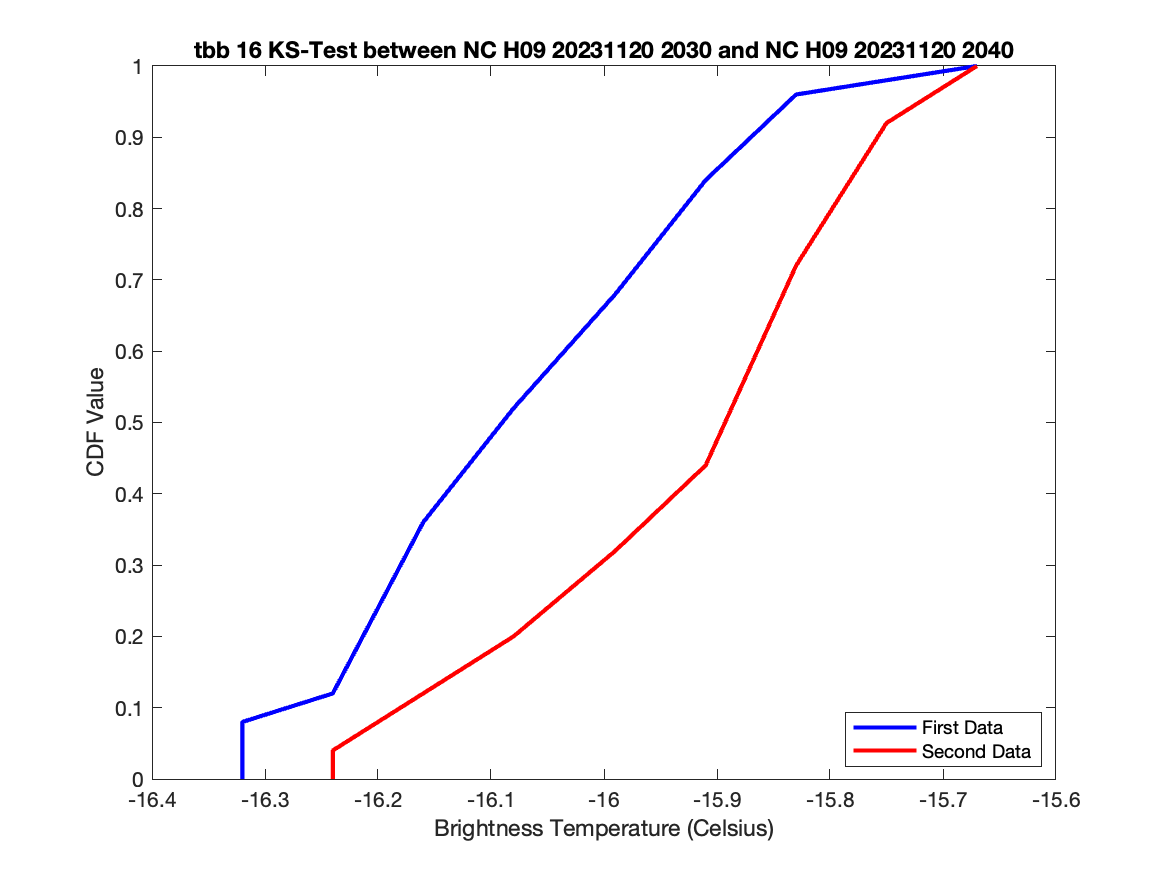 tbb 16 KS-Test between NC H09 20231120 2030 and NC H09 20231120 2040
1
0.9
0.8
0.7
0.6
0.5
0.4
0.3
0.2
0.1
0
CDF Value
First Data
Second Data
-16.4 -16.3 -16.2 -16.1 -16 -15.9 -15.8 -15.7 -15.6
Brightness Temperature (Celsius)